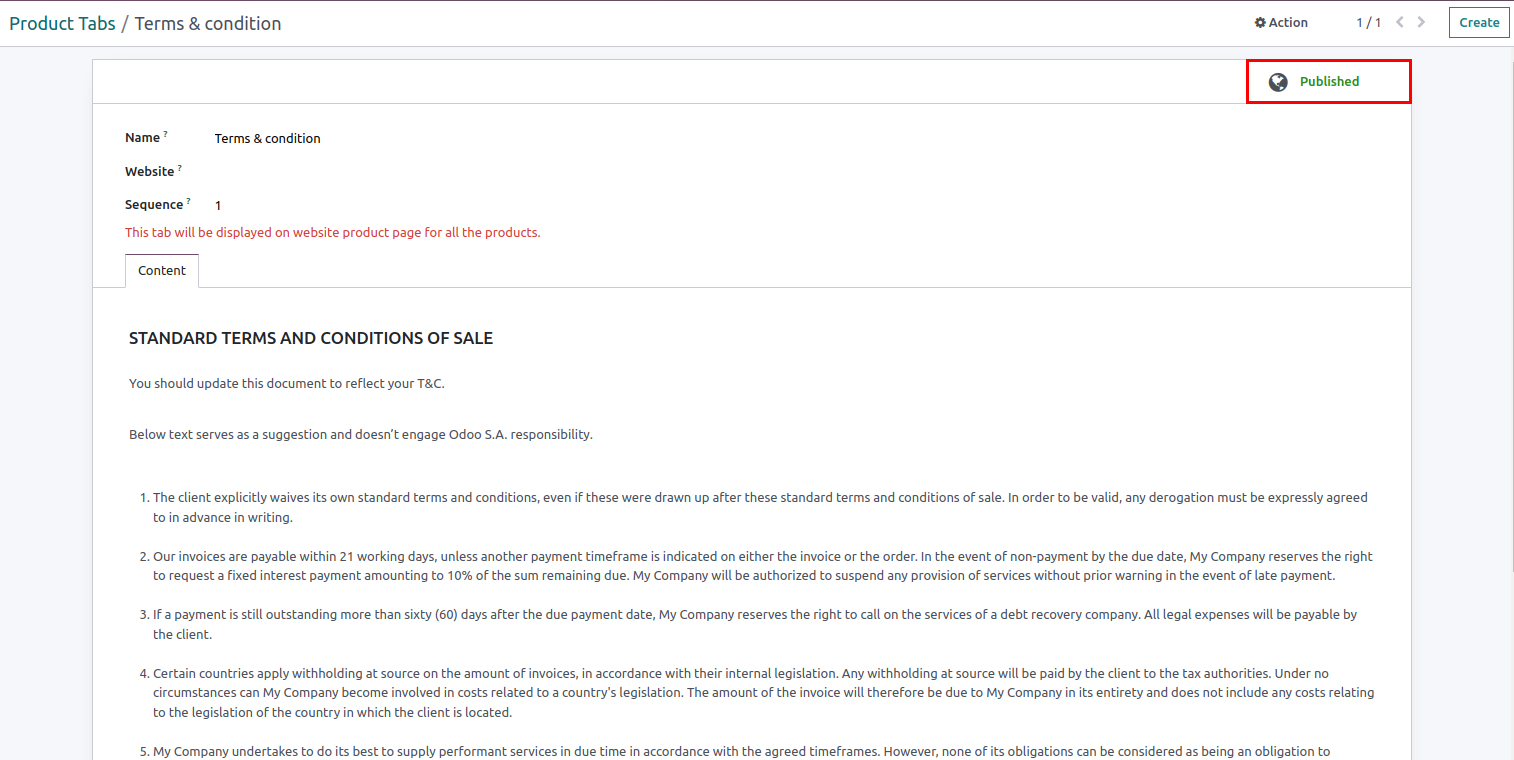 Product Tabs / Terms & condition
Action
1 / 1
Create
Published
Name ? Terms & condition
Website ?
Sequence ? 1
This tab will be displayed on website product page for all the products.
Content
STANDARD TERMS AND CONDITIONS OF SALE
You should update this document to reflect your T&C.
Below text serves as a suggestion and doesn’t engage Odoo S.A. responsibility.
1. The client explicitly waives its own standard terms and conditions, even if these were drawn up after these standard terms and conditions of sale. In order to be valid, any derogation must be expressly agreed
to in advance in writing.
2. Our invoices are payable within 21 working days, unless another payment timeframe is indicated on either the invoice or the order. In the event of non-payment by the due date, My Company reserves the right
to request a fixed interest payment amounting to 10% of the sum remaining due. My Company will be authorized to suspend any provision of services without prior warning in the event of late payment.
3. If a payment is still outstanding more than sixty (60) days after the due payment date, My Company reserves the right to call on the services of a debt recovery company. All legal expenses will be payable by
the client.
4. Certain countries apply withholding at source on the amount of invoices, in accordance with their internal legislation. Any withholding at source will be paid by the client to the tax authorities. Under no
circumstances can My Company become involved in costs related to a country's legislation. The amount of the invoice will therefore be due to My Company in its entirety and does not include any costs relating
to the legislation of the country in which the client is located.
5. My Company undertakes to do its best to supply performant services in due time in accordance with the agreed timeframes. However, none of its obligations can be considered as being an obligation to